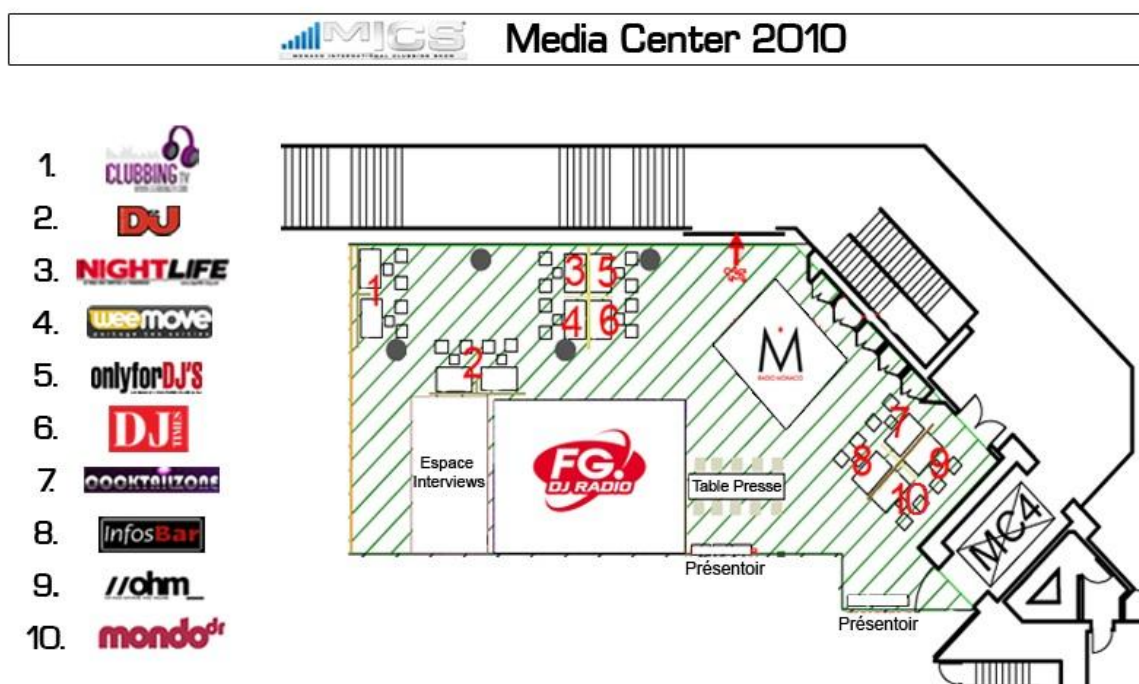 MICS Media Center 2010
MONACO INTERNATIONAL CLUBBING SHOW
1. CLUBBING TV
2. DJ
3. NIGHTLIFE
4. weemove
5. onlyforDJ'S
6. DJ TIMES
7. COCKTAILZONE
8. InfosBar
9. //ohm_
10. mondo dr
1
2
3 5
4 6
M
RADIO MONACO
7
8 9
10
Espace
Interviews
FG.
DJ RADIO
Table Presse
MC4
Présentoir
Présentoir